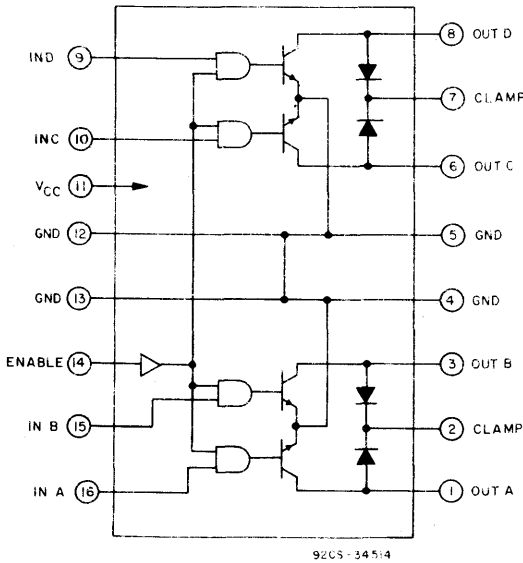 IND 9
8 OUT D
7 CLAMP
INC 10
6 OUT C
VCC 11
GND 12
5 GND
GND 13
4 GND
ENABLE 14
3 OUT B
IN B 15
2 CLAMP
IN A 16
1 OUT A
92CS-34514